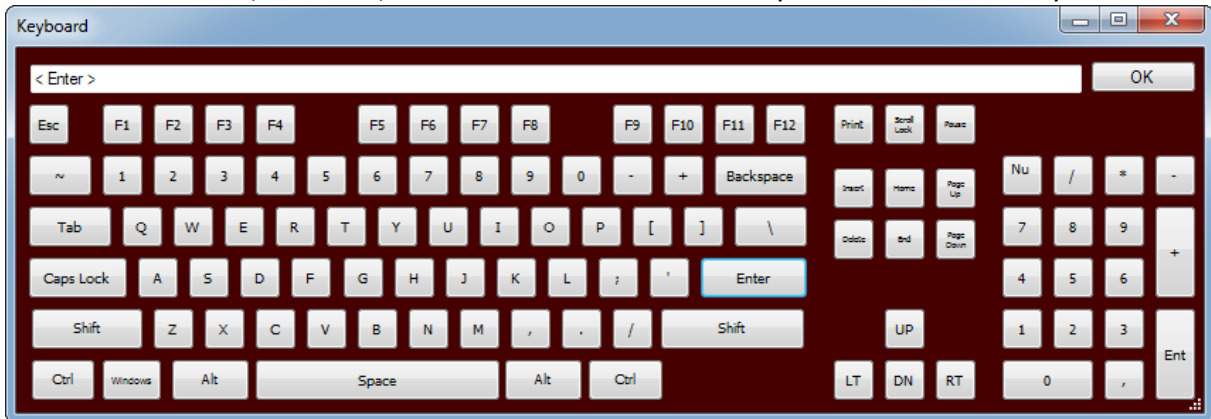 Keyboard
< Enter > OK
Esc F1 F2 F3 F4 F5 F6 F7 F8 F9 F10 F11 F12 Print Scroll Lock Pause
~ 1 2 3 4 5 6 7 8 9 0 - + Backspace Insert Home Page Up Nu / * -
Tab Q W E R T Y U I O P [ ] \ Delete End Page Down 7 8 9 +
Caps Lock A S D F G H J K L ; ' Enter 4 5 6
Shift Z X C V B N M , . / Shift UP 1 2 3 Ent
Ctrl Windows Alt Space Alt Ctrl LT DN RT 0 ,